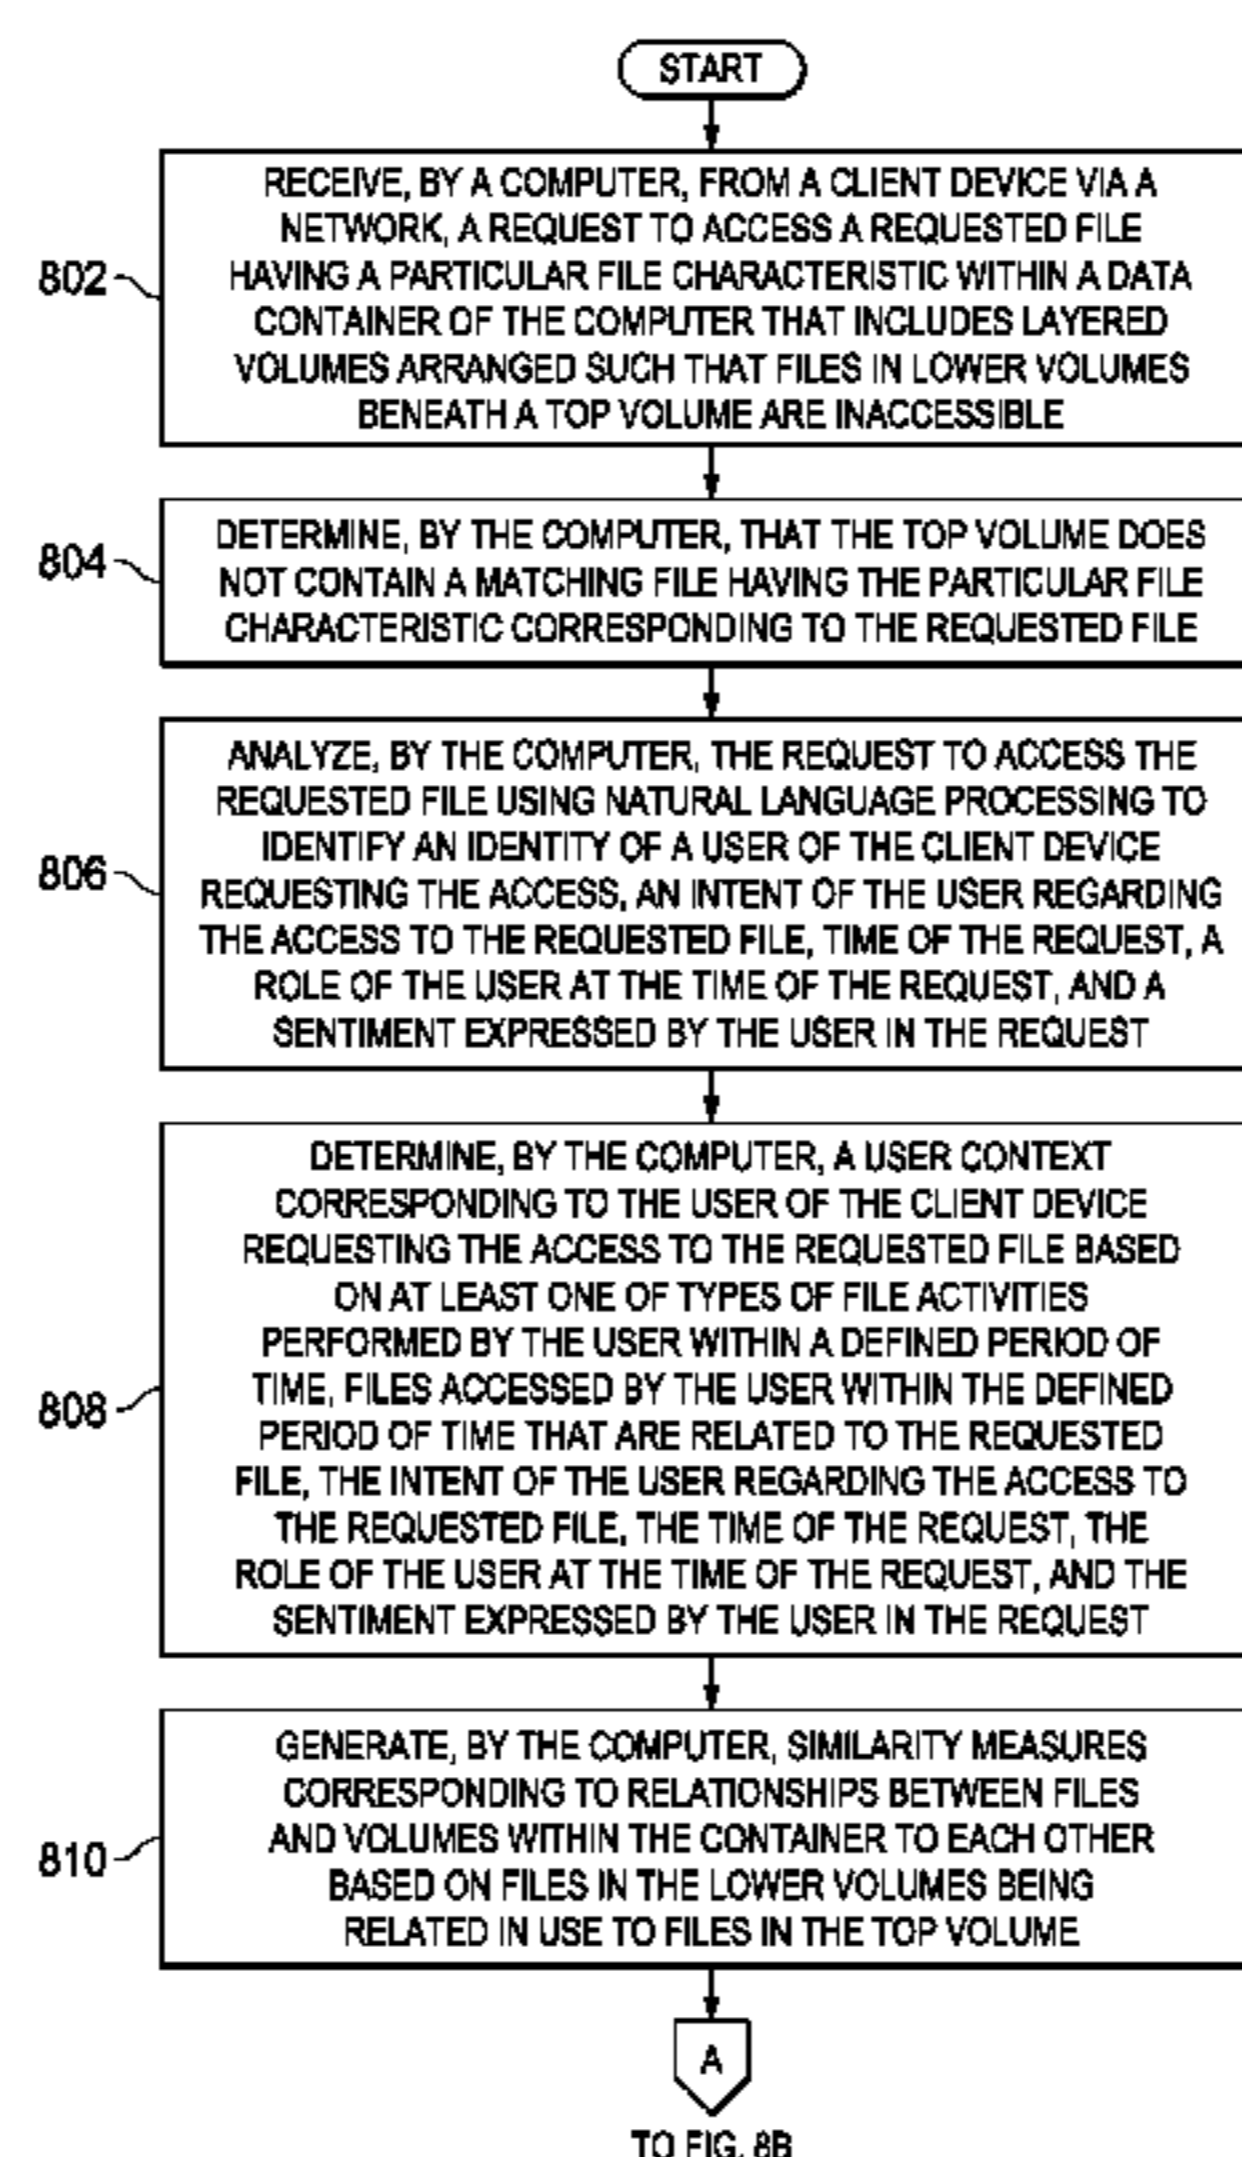 START
RECEIVE, BY A COMPUTER, FROM A CLIENT DEVICE VIA A
NETWORK, A REQUEST TO ACCESS A REQUESTED FILE
HAVING A PARTICULAR FILE CHARACTERISTIC WITHIN A DATA
CONTAINER OF THE COMPUTER THAT INCLUDES LAYERED
VOLUMES ARRANGED SUCH THAT FILES IN LOWER VOLUMES
BENEATH A TOP VOLUME ARE INACCESSIBLE
802
DETERMINE, BY THE COMPUTER, THAT THE TOP VOLUME DOES
NOT CONTAIN A MATCHING FILE HAVING THE PARTICULAR FILE
CHARACTERISTIC CORRESPONDING TO THE REQUESTED FILE
804
ANALYZE, BY THE COMPUTER, THE REQUEST TO ACCESS THE
REQUESTED FILE USING NATURAL LANGUAGE PROCESSING TO
IDENTIFY AN IDENTITY OF A USER OF THE CLIENT DEVICE
REQUESTING THE ACCESS, AN INTENT OF THE USER REGARDING
THE ACCESS TO THE REQUESTED FILE, TIME OF THE REQUEST, A
ROLE OF THE USER AT THE TIME OF THE REQUEST, AND A
SENTIMENT EXPRESSED BY THE USER IN THE REQUEST
806
DETERMINE, BY THE COMPUTER, A USER CONTEXT
CORRESPONDING TO THE USER OF THE CLIENT DEVICE
REQUESTING THE ACCESS TO THE REQUESTED FILE BASED
ON AT LEAST ONE OF TYPES OF FILE ACTIVITIES
PERFORMED BY THE USER WITHIN A DEFINED PERIOD OF
TIME, FILES ACCESSED BY THE USER WITHIN THE DEFINED
PERIOD OF TIME THAT ARE RELATED TO THE REQUESTED
FILE, THE INTENT OF THE USER REGARDING THE ACCESS TO
THE REQUESTED FILE, THE TIME OF THE REQUEST, THE
ROLE OF THE USER AT THE TIME OF THE REQUEST, AND THE
SENTIMENT EXPRESSED BY THE USER IN THE REQUEST
808
GENERATE, BY THE COMPUTER, SIMILARITY MEASURES
CORRESPONDING TO RELATIONSHIPS BETWEEN FILES
AND VOLUMES WITHIN THE CONTAINER TO EACH OTHER
BASED ON FILES IN THE LOWER VOLUMES BEING
RELATED IN USE TO FILES IN THE TOP VOLUME
810
A
TO FIG. 8B